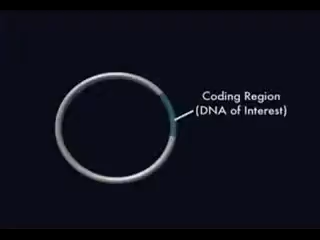 Coding Region
(DNA of Interest)